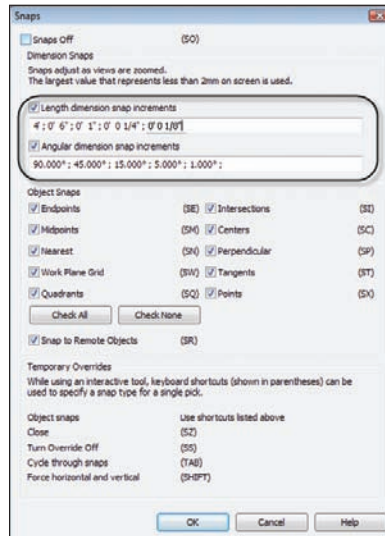 Snaps
Snaps Off (SO)
Dimension Snaps
Snaps adjust as views are zoomed.
The largest value that represents less than 2mm on screen is used.
Length dimension snap increments
4' ; 0' 6" ; 0' 1" ; 0' 0 1/4" ; 0' 0 1/8"
Angular dimension snap increments
90.000° ; 45.000° ; 15.000° ; 5.000° ; 1.000° ;
Object Snaps
Endpoints (SE) Intersections (SI)
Midpoints (SM) Centers (SC)
Nearest (SN) Perpendicular (SP)
Work Plane Grid (SW) Tangents (ST)
Quadrants (SQ) Points (SX)
Check All Check None
Snap to Remote Objects (SR)
Temporary Overrides
While using an interactive tool, keyboard shortcuts (shown in parentheses) can be
used to specify a snap type for a single pick.
Object snaps Use shortcuts listed above
Close (SZ)
Turn Override Off (SS)
Cycle through snaps (TAB)
Force horizontal and vertical (SHIFT)
OK Cancel Help